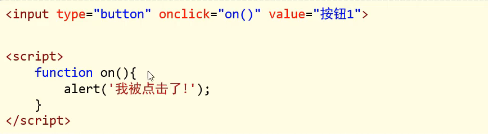 <input type="button" onclick="on()" value="按钮1">
<script>
    function on(){
        alert('我被点击了!');
    }
</script>